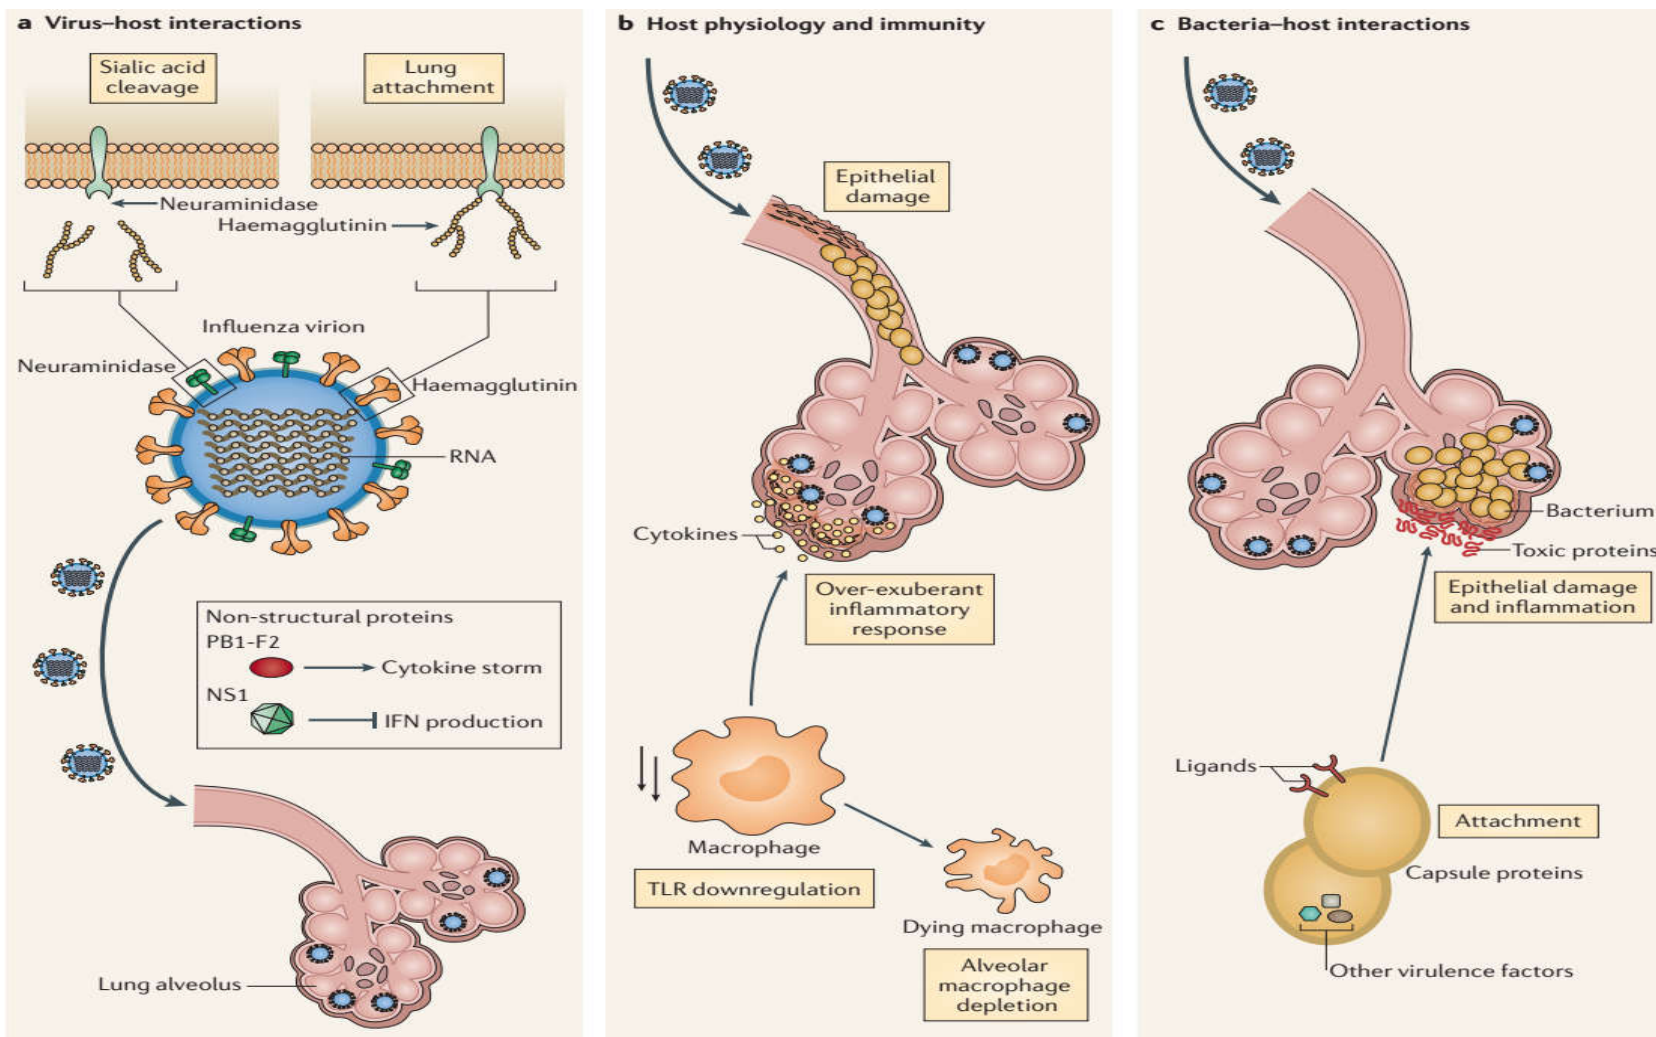 a Virus–host interactions
Sialic acid
cleavage
Lung
attachment
Neuraminidase
Haemagglutinin
Influenza virion
Neuraminidase
Haemagglutinin
RNA
Non-structural proteins
PB1-F2
Cytokine storm
NS1
IFN production
Lung alveolus
b Host physiology and immunity
Epithelial
damage
Cytokines
Over-exuberant
inflammatory
response
Macrophage
TLR downregulation
Dying macrophage
Alveolar
macrophage
depletion
c Bacteria–host interactions
Bacterium
Toxic proteins
Epithelial damage
and inflammation
Ligands
Attachment
Capsule proteins
Other virulence factors